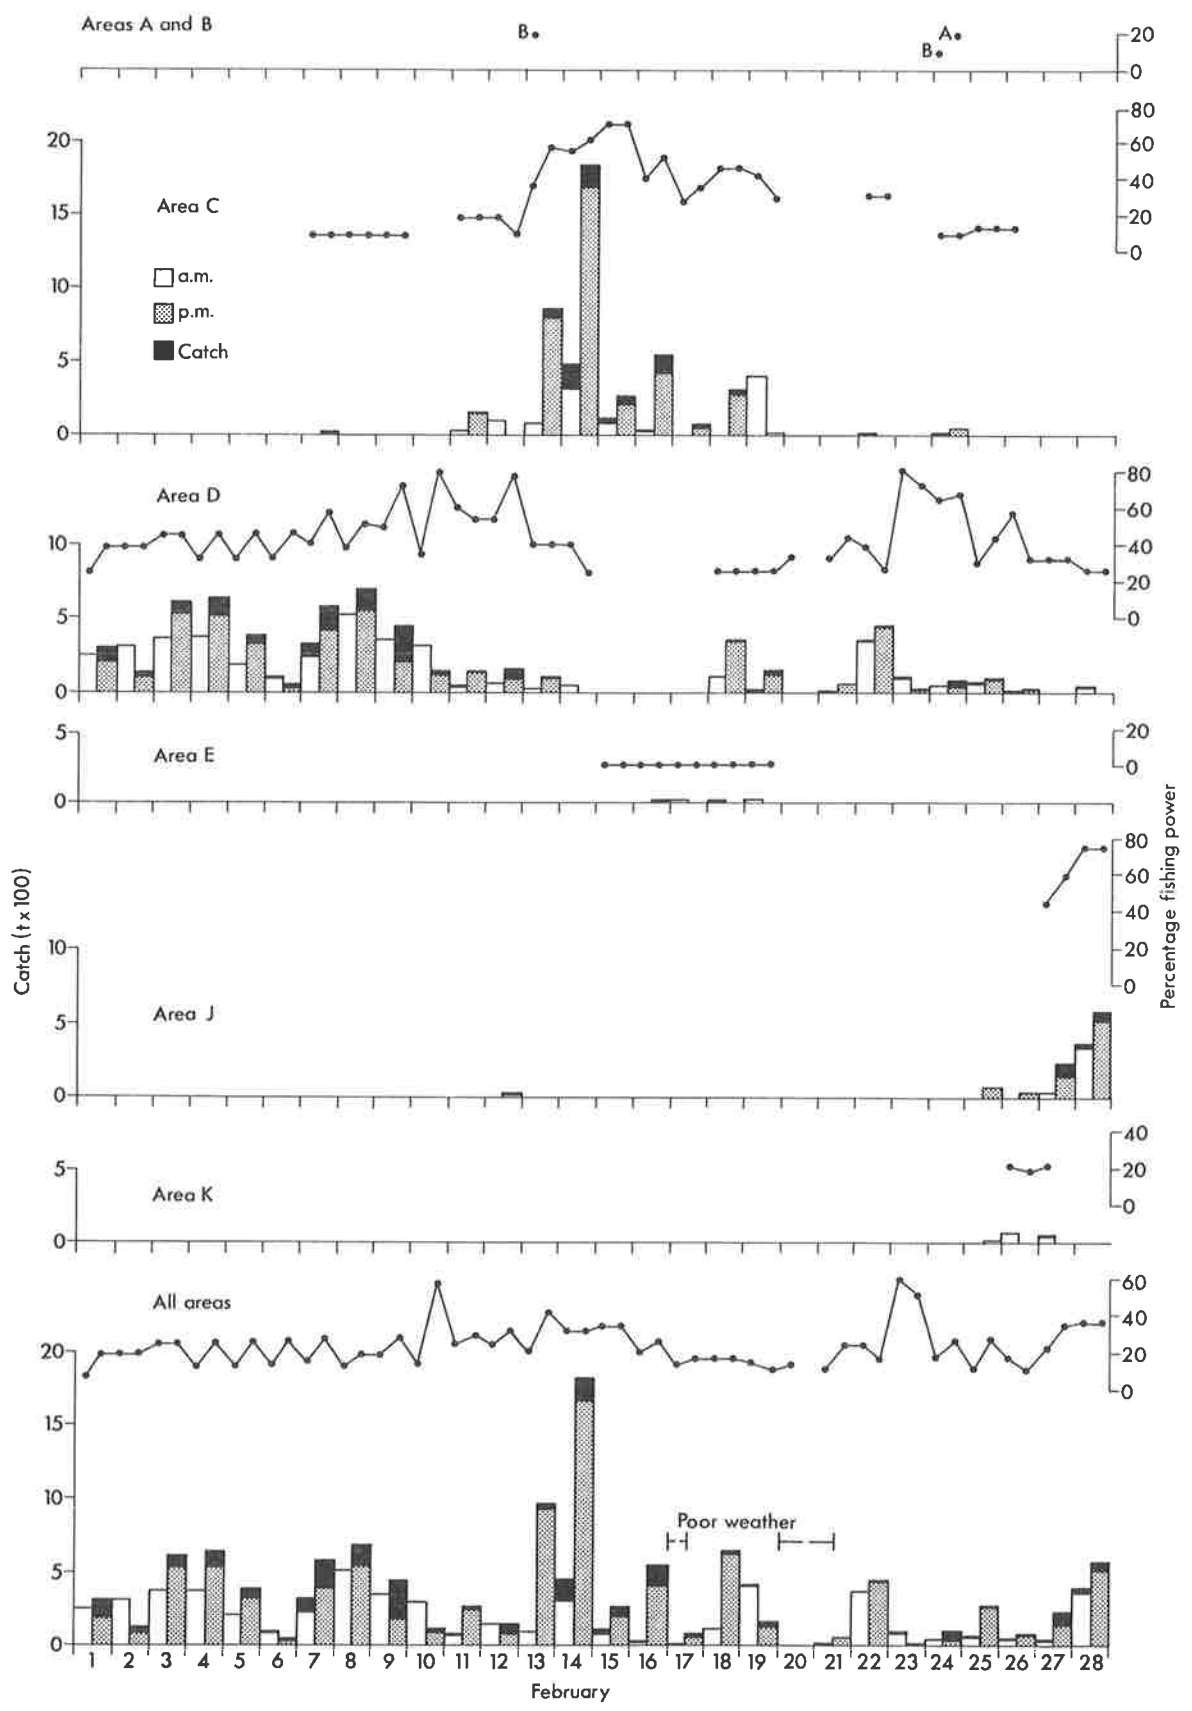 Areas A and B
B
A
B
20
0
80
60
40
20
0
20
15
10
5
0
Area C
a.m.
p.m.
Catch
Area D
10
5
0
80
60
40
20
0
Area E
5
0
20
0
Catch (t x 100)
Percentage fishing power
Area J
10
5
0
80
60
40
20
0
Area K
5
0
40
20
0
All areas
20
15
10
5
0
60
40
20
0
Poor weather
1 2 3 4 5 6 7 8 9 10 11 12 13 14 15 16 17 18 19 20 21 22 23 24 25 26 27 28
February